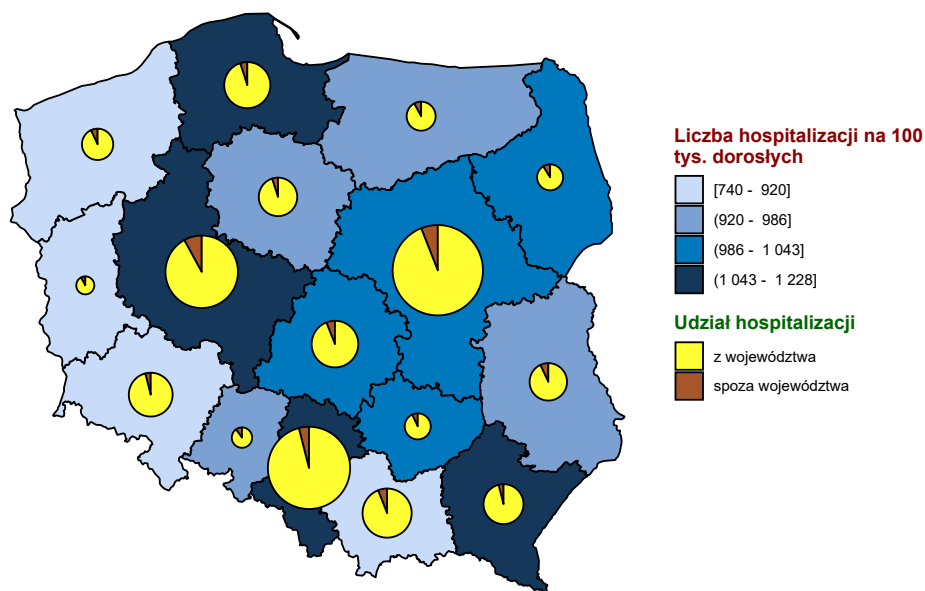 Liczba hospitalizacji na 100
tys. dorosłych
[740 - 920]
(920 - 986]
(986 - 1 043]
(1 043 - 1 228]
Udział hospitalizacji
z województwa
spoza województwa